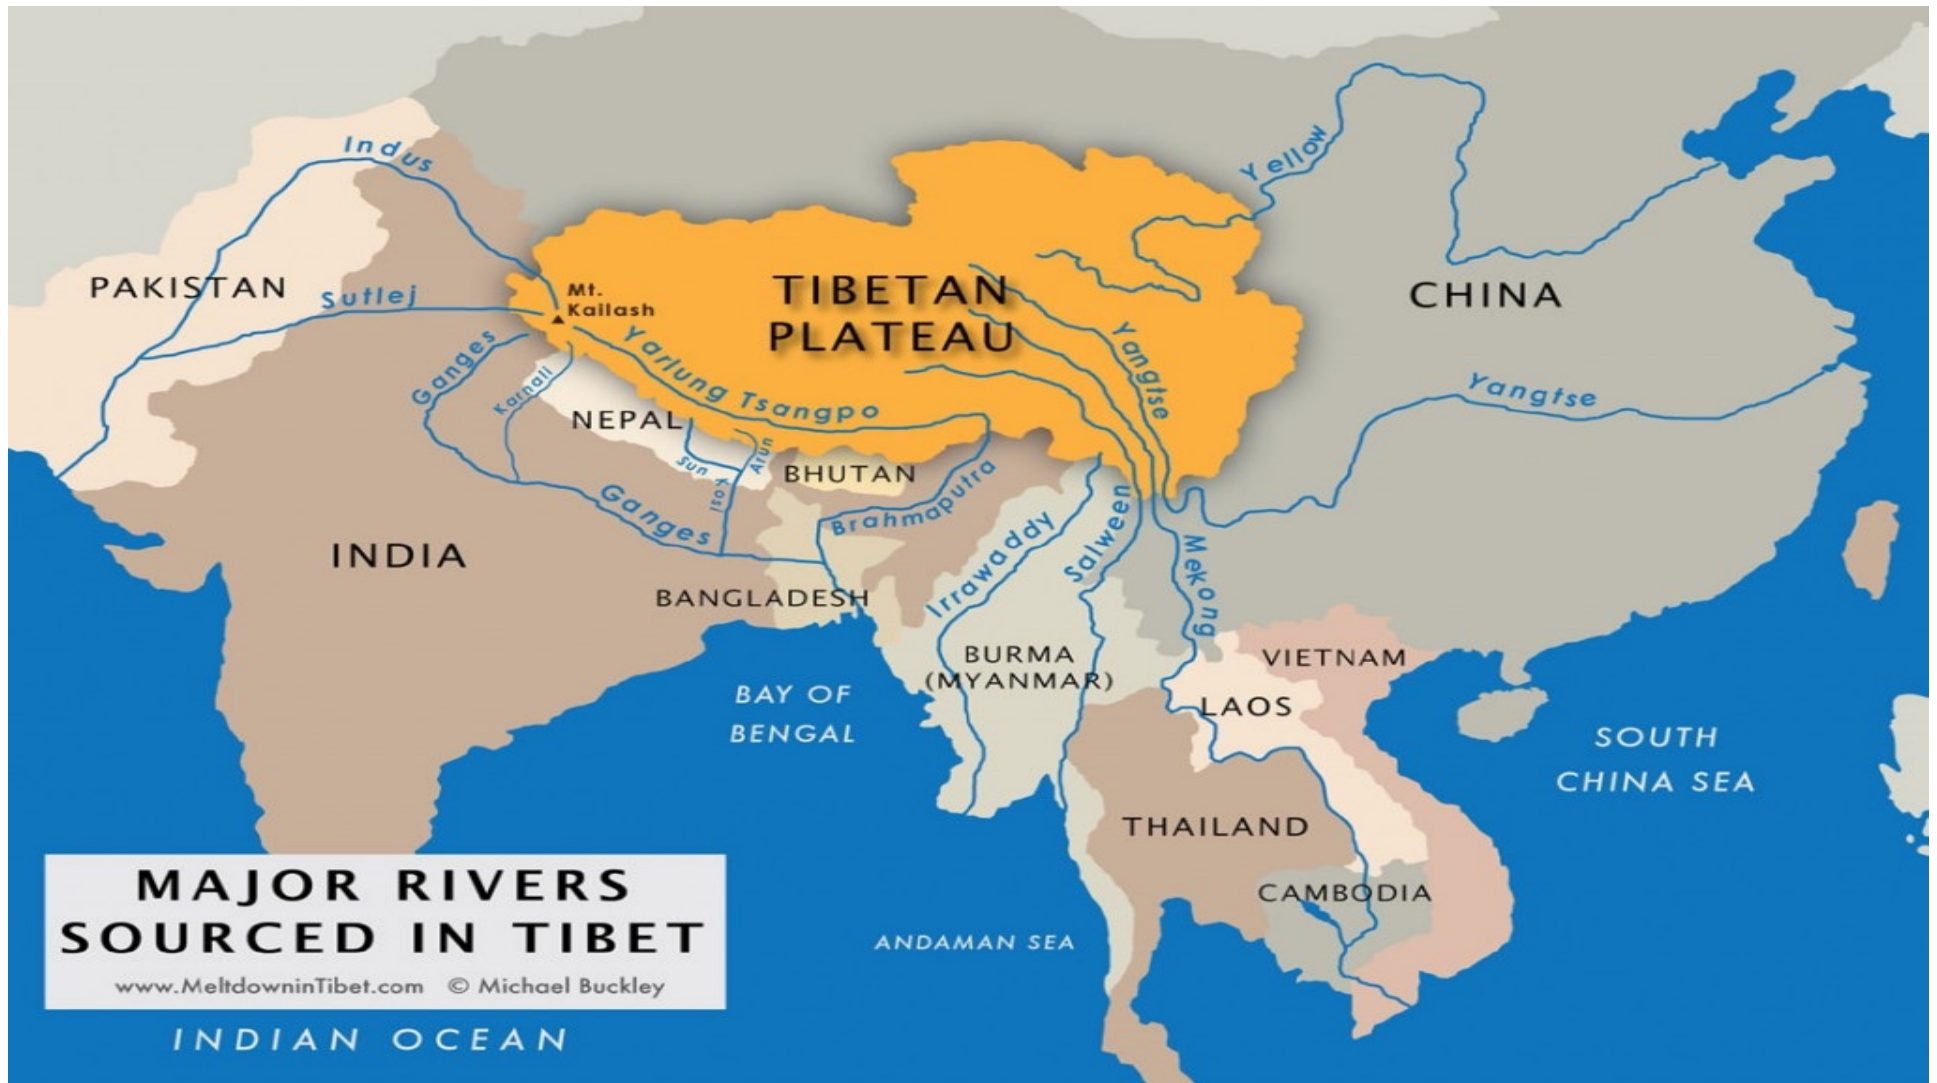 Indus
Yellow
PAKISTAN
Sutlej
Mt.
Kailash
TIBETAN
PLATEAU
CHINA
Ganges
Karnali
Yarlung Tsangpo
Yangtse
Yangtse
NEPAL
Sun
Kosi
Arun
BHUTAN
Ganges
Brahmaputra
INDIA
Irrawaddy
Salween
Mekong
BANGLADESH
BURMA
(MYANMAR)
VIETNAM
LAOS
BAY OF
BENGAL
SOUTH
CHINA SEA
THAILAND
CAMBODIA
ANDAMAN SEA
MAJOR RIVERS
SOURCED IN TIBET
www.MeltdowninTibet.com © Michael Buckley
INDIAN OCEAN